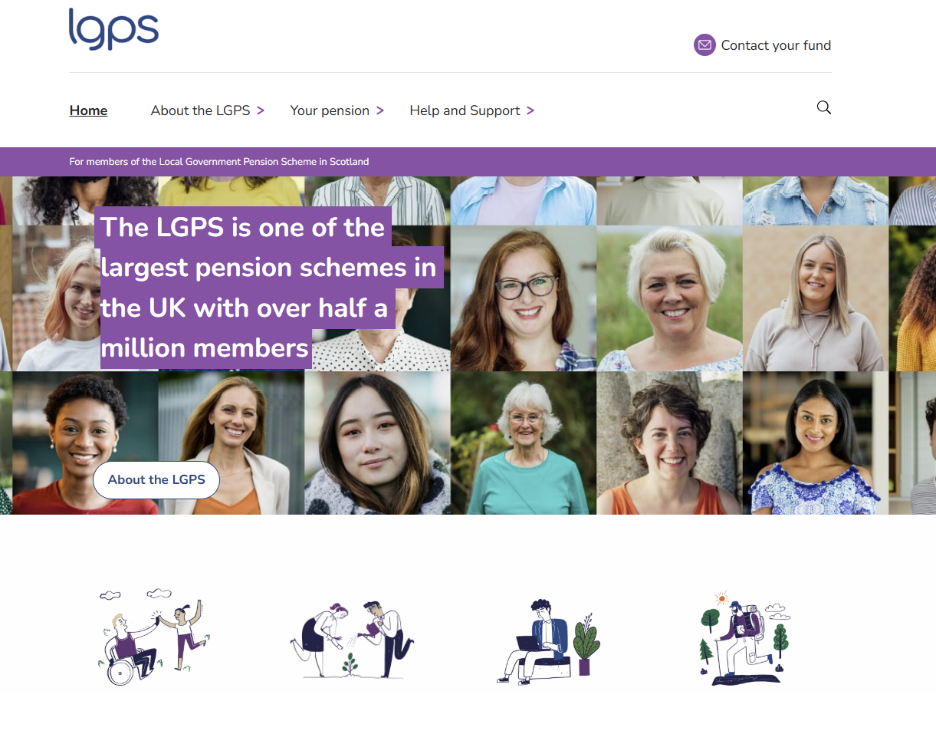 lgps
Contact your fund
Home About the LGPS > Your pension > Help and Support >
For members of the Local Government Pension Scheme in Scotland
The LGPS is one of the
largest pension schemes in
the UK with over half a
million members
About the LGPS